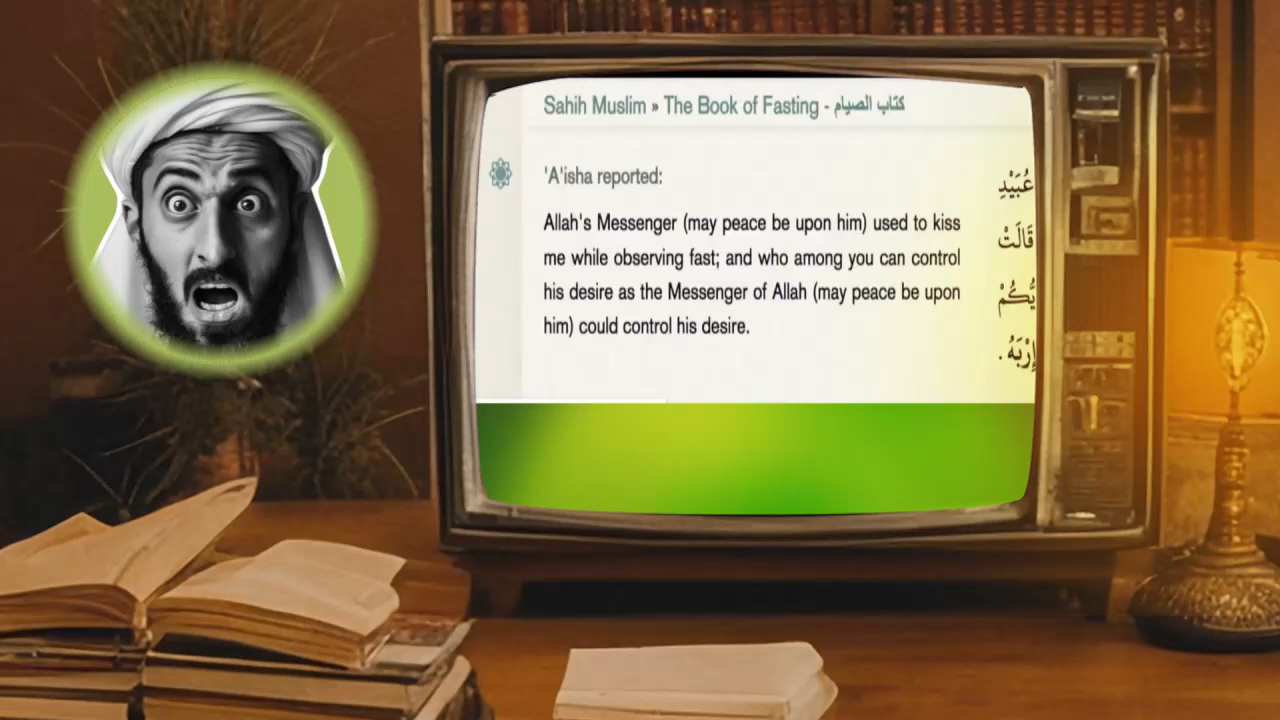 Sahih Muslim » The Book of Fasting - كتاب الصيام
'A'isha reported:
Allah's Messenger (may peace be upon him) used to kiss
me while observing fast; and who among you can control
his desire as the Messenger of Allah (may peace be upon
him) could control his desire.
عُبَيْدِ
قَالَتْ
يُّكُمْ
إِرْبَهُ .